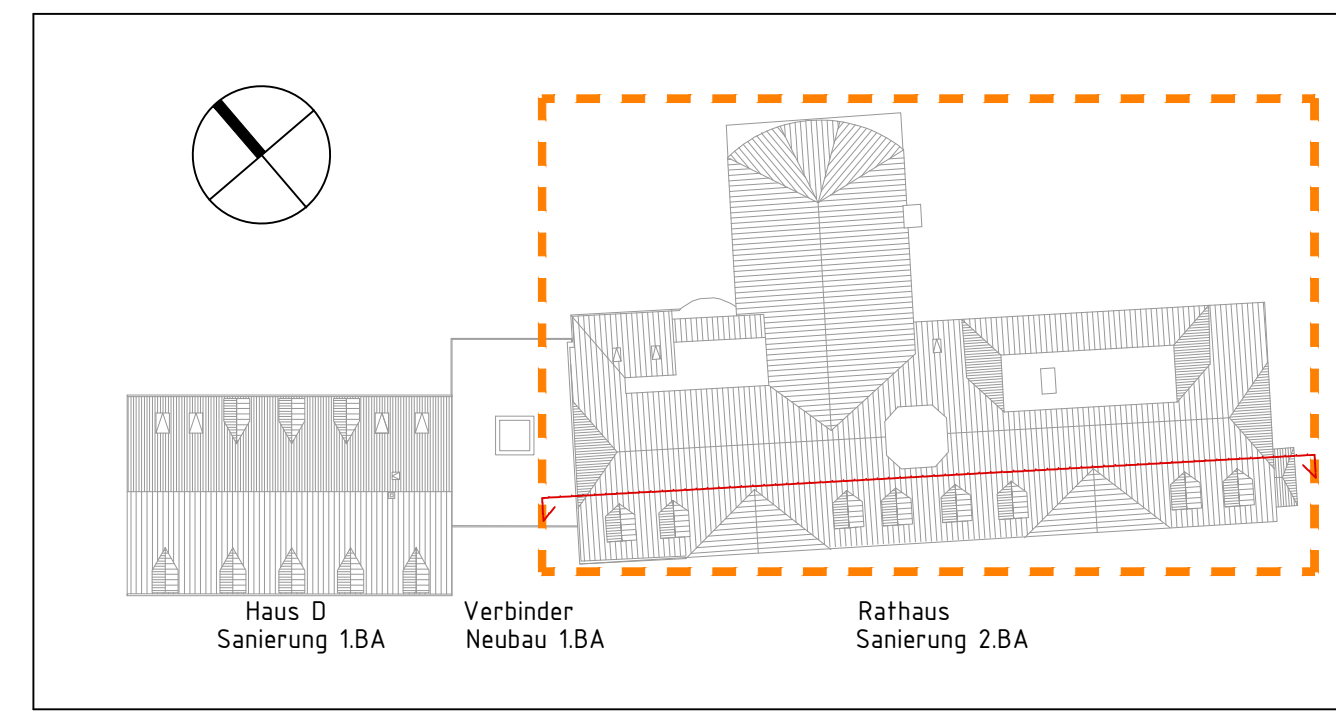 Haus D
Sanierung 1.BA
Verbinder
Neubau 1.BA
Rathaus
Sanierung 2.BA